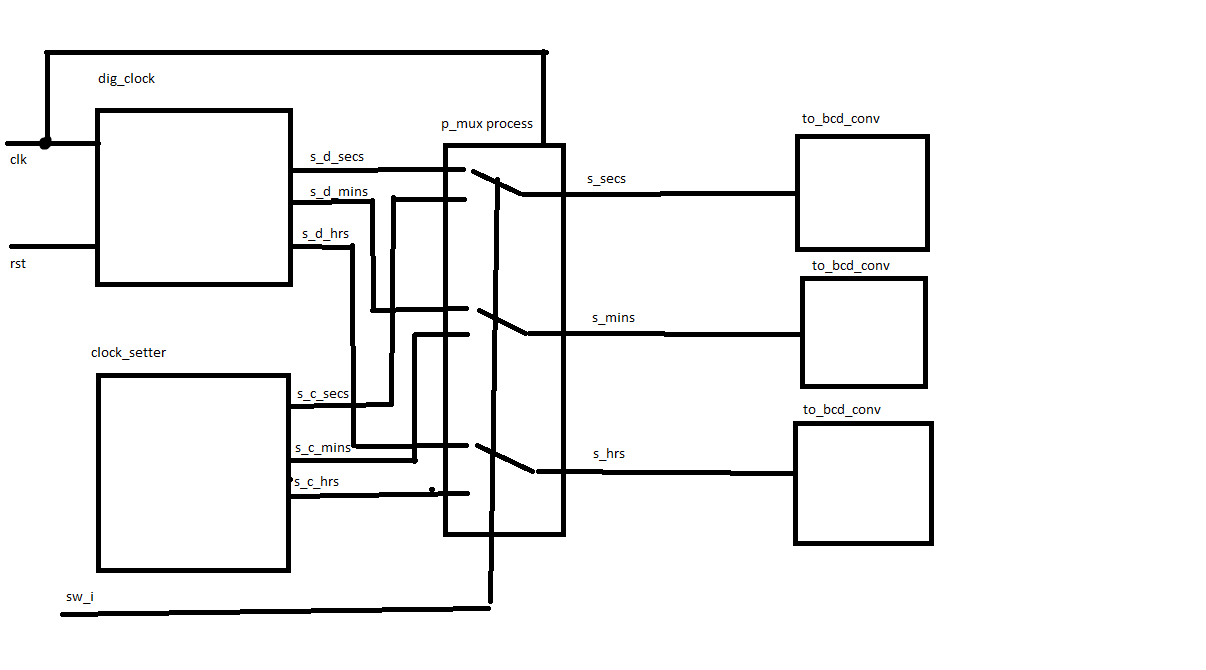 dig_clock
clk
rst
s_d_secs
s_d_mins
s_d_hrs
clock_setter
s_c_secs
s_c_mins
s_c_hrs
sw_i
p_mux process
s_secs
s_mins
s_hrs
to_bcd_conv
to_bcd_conv
to_bcd_conv